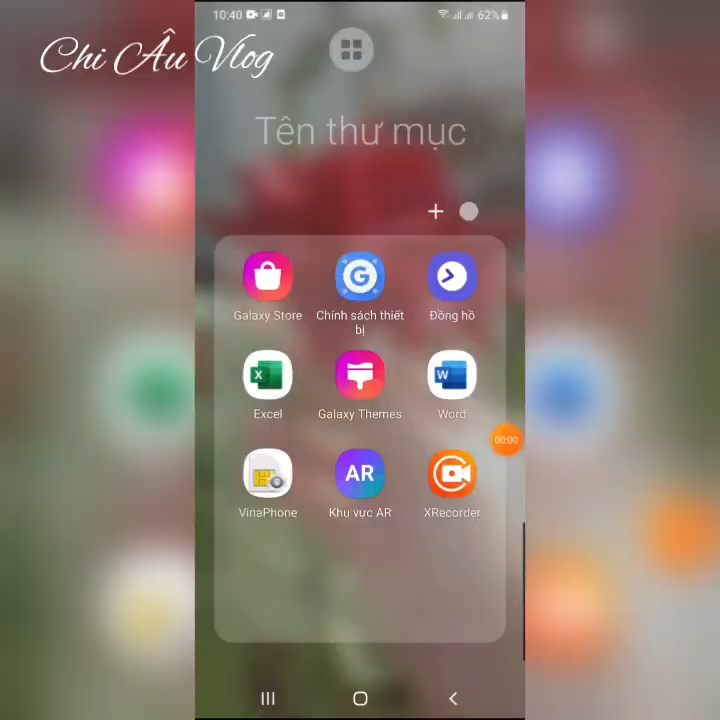 10:40
62%
Chi Âu Vlog
Tên thư mục
Galaxy Store
Chính sách thiết bị
Đồng hồ
Excel
Galaxy Themes
Word
00:00
AR
VinaPhone
Khu vực AR
XRecorder